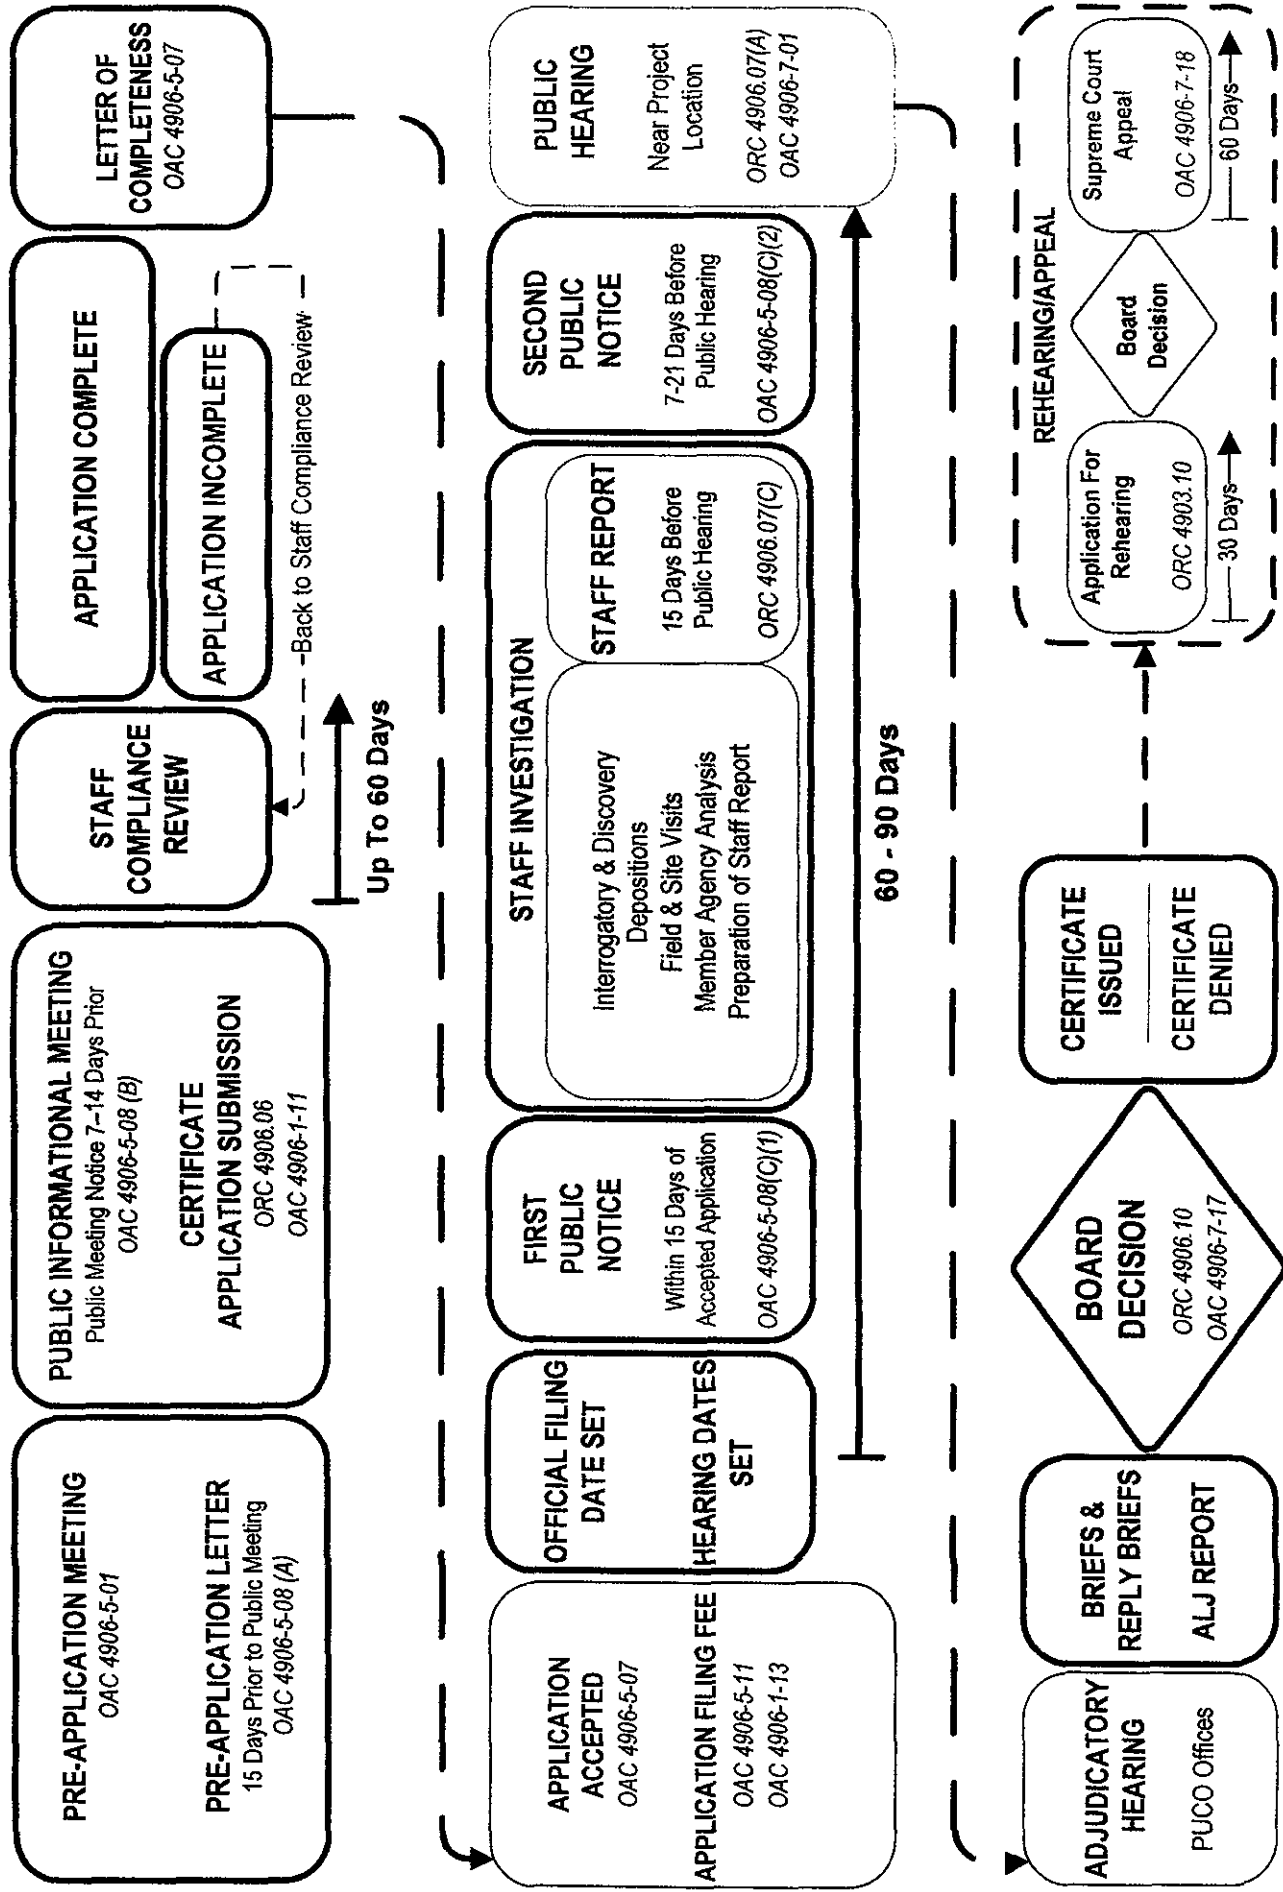 PRE-APPLICATION MEETING
OAC 4906-5-01
PRE-APPLICATION LETTER
15 Days Prior to Public Meeting
OAC 4906-5-08 (A)
PUBLIC INFORMATIONAL MEETING
Public Meeting Notice 7-14 Days Prior
OAC 4906-5-08 (B)
CERTIFICATE
APPLICATION SUBMISSION
ORC 4906.06
OAC 4906-1-11
STAFF
COMPLIANCE
REVIEW
Up To 60 Days
APPLICATION COMPLETE
APPLICATION INCOMPLETE
Back to Staff Compliance Review
LETTER OF
COMPLETENESS
OAC 4906-5-07
APPLICATION
ACCEPTED
OAC 4906-5-07
APPLICATION FILING FEE
OAC 4906-5-11
OAC 4906-1-13
OFFICIAL FILING
DATE SET
HEARING DATES
SET
FIRST
PUBLIC
NOTICE
Within 15 Days of
Accepted Application
OAC 4906-5-08(C)(1)
STAFF INVESTIGATION
Interrogatory & Discovery
Depositions
Field & Site Visits
Member Agency Analysis
Preparation of Staff Report
STAFF REPORT
15 Days Before
Public Hearing
ORC 4906.07(C)
SECOND
PUBLIC
NOTICE
7-21 Days Before
Public Hearing
OAC 4906-5-08(C)(2)
PUBLIC
HEARING
Near Project
Location
ORC 4906.07(A)
OAC 4906-7-01
60 - 90 Days
ADJUDICATORY
HEARING
PUCO Offices
BRIEFS &
REPLY BRIEFS
ALJ REPORT
BOARD
DECISION
ORC 4906.10
OAC 4906-7-17
CERTIFICATE
ISSUED
CERTIFICATE
DENIED
REHEARING/APPEAL
Application For
Rehearing
ORC 4903.10
30 Days
Board
Decision
Supreme Court
Appeal
OAC 4906-7-18
60 Days